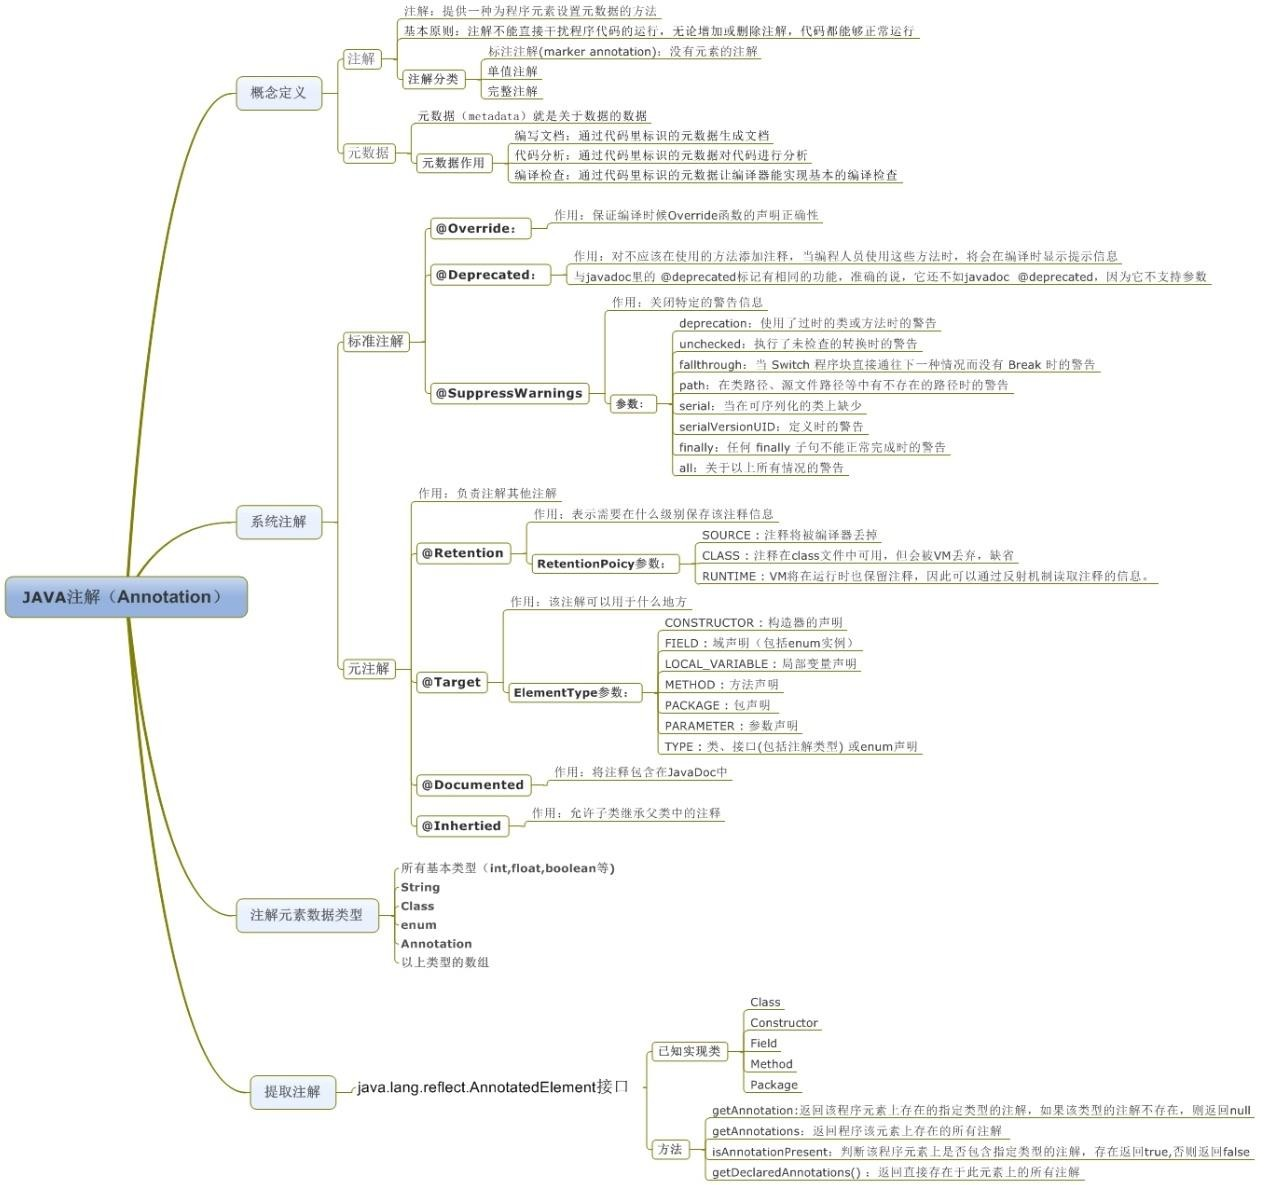 JAVA注解（Annotation）
概念定义
注解
注解：提供一种为程序元素设置元数据的方法
基本原则：注解不能直接干扰程序代码的运行，无论增加或删除注解，代码都能够正常运行
注解分类
标注注解(marker annotation)：没有元素的注解
单值注解
完整注解
元数据
元数据（metadata）就是关于数据的数据
元数据作用
编写文档：通过代码里标识的元数据生成文档
代码分析：通过代码里标识的元数据对代码进行分析
编译检查：通过代码里标识的元数据让编译器能实现基本的编译检查
系统注解
标准注解
@Override：
作用：保证编译时候Override函数的声明正确性
@Deprecated：
作用：对不应该在使用的方法添加注释，当编程人员使用这些方法时，将会在编译时显示提示信息
与javadoc里的 @deprecated标记有相同的功能，准确的说，它还不如javadoc @deprecated，因为它不支持参数
@SuppressWarnings
作用：关闭特定的警告信息
参数：
deprecation：使用了过时的类或方法时的警告
unchecked：执行了未检查的转换时的警告
fallthrough：当 Switch 程序块直接通往下一种情况而没有 Break 时的警告
path：在类路径、源文件路径等中有不存在的路径时的警告
serial：当在可序列化的类上缺少
serialVersionUID：定义时的警告
finally：任何 finally 子句不能正常完成时的警告
all：关于以上所有情况的警告
元注解
作用：负责注解其他注解
@Retention
作用：表示需要在什么级别保存该注释信息
RetentionPoicy参数：
SOURCE：注释将被编译器丢掉
CLASS：注释在class文件中可用，但会被VM丢弃，缺省
RUNTIME：VM将在运行时也保留注释，因此可以通过反射机制读取注释的信息。
@Target
作用：该注解可以用于什么地方
ElementType参数：
CONSTRUCTOR：构造器的声明
FIELD：域声明（包括enum实例）
LOCAL_VARIABLE：局部变量声明
METHOD：方法声明
PACKAGE：包声明
PARAMETER：参数声明
TYPE：类、接口(包括注解类型) 或enum声明
@Documented
作用：将注释包含在JavaDoc中
@Inhertied
作用：允许子类继承父类中的注释
注解元素数据类型
所有基本类型（int,float,boolean等)
String
Class
enum
Annotation
以上类型的数组
提取注解
java.lang.reflect.AnnotatedElement接口
已知实现类
Class
Constructor
Field
Method
Package
方法
getAnnotation:返回该程序元素上存在的指定类型的注解，如果该类型的注解不存在，则返回null
getAnnotations：返回程序该元素上存在的所有注解
isAnnotationPresent：判断该程序元素上是否包含指定类型的注解，存在返回true,否则返回false
getDeclaredAnnotations()：返回直接存在于此元素上的所有注解